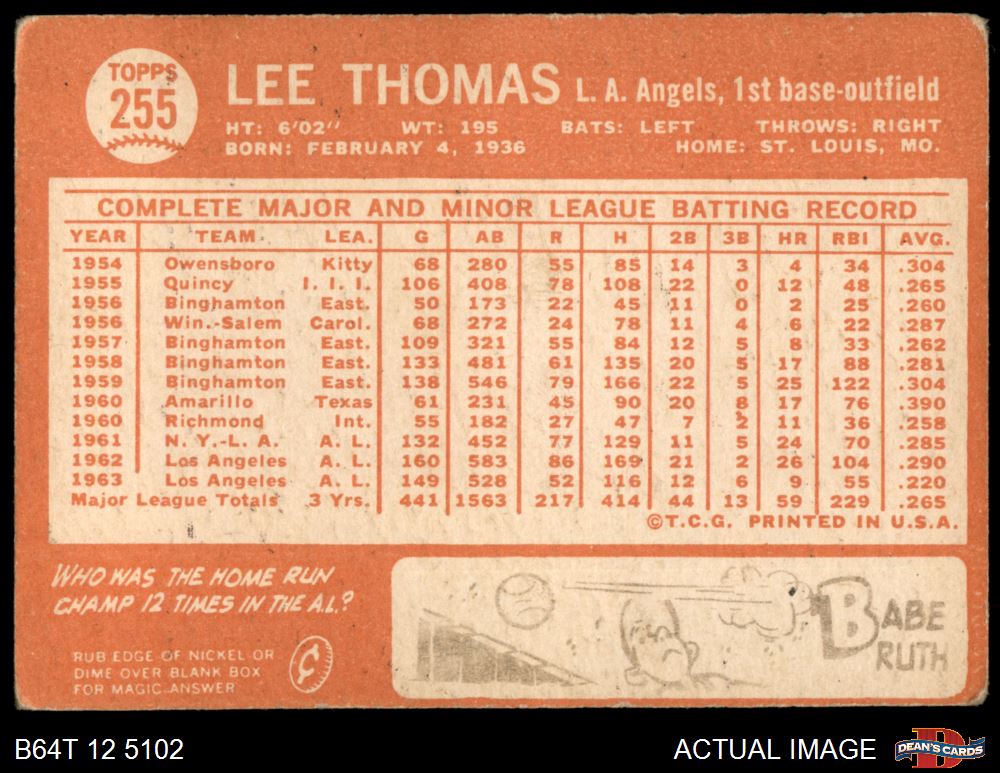 TOPPS
255
LEE THOMAS L. A. Angels, 1st base-outfield
HT: 6'02" WT: 195 BATS: LEFT THROWS: RIGHT
BORN: FEBRUARY 4, 1936 HOME: ST. LOUIS, MO.
COMPLETE MAJOR AND MINOR LEAGUE BATTING RECORD
YEAR TEAM LEA. G AB R H 2B 3B HR RBI AVG.
1954 Owensboro Kitty 68 280 55 85 14 3 4 34 .304
1955 Quincy I. I. I. 106 408 78 108 22 0 12 48 .265
1956 Binghamton East. 50 173 22 45 11 0 2 25 .260
1956 Win.-Salem Carol. 68 272 24 78 11 4 6 22 .287
1957 Binghamton East. 109 321 55 84 12 5 8 33 .262
1958 Binghamton East. 133 481 61 135 20 5 17 88 .281
1959 Binghamton East. 138 546 79 166 22 5 25 122 .304
1960 Amarillo Texas 61 231 45 90 20 8 17 76 .390
1960 Richmond Int. 55 182 27 47 7 2 11 36 .258
1961 N. Y.-L. A. A. L. 132 452 77 129 11 5 24 70 .285
1962 Los Angeles A. L. 160 583 86 169 21 2 26 104 .290
1963 Los Angeles A. L. 149 528 52 116 12 6 9 55 .220
Major League Totals 3 Yrs. 441 1563 217 414 44 13 59 229 .265
©T.C.G. PRINTED IN U.S.A.
WHO WAS THE HOME RUN
CHAMP 12 TIMES IN THE A.L.?
RUB EDGE OF NICKEL OR
DIME OVER BLANK BOX
FOR MAGIC ANSWER
¢
BABE
RUTH
B64T 12 5102
ACTUAL IMAGE
D
DEAN'S CARDS